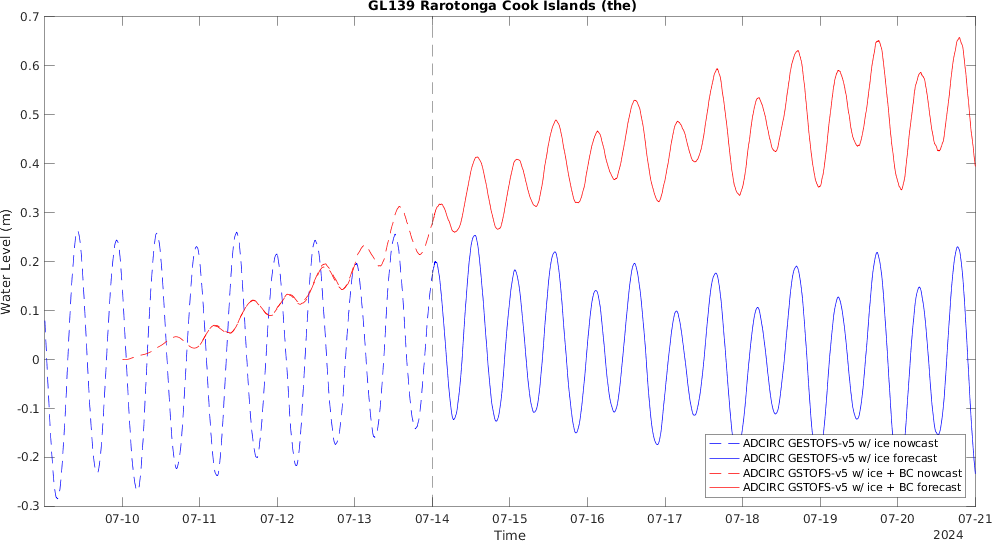 GL139 Rarotonga Cook Islands (the)
0.7
0.6
0.5
0.4
0.3
0.2
0.1
0
-0.1
-0.2
-0.3
Water Level (m)
ADCIRC GESTOFS-v5 w/ ice nowcast
ADCIRC GESTOFS-v5 w/ ice forecast
ADCIRC GSTOFS-v5 w/ ice + BC nowcast
ADCIRC GSTOFS-v5 w/ ice + BC forecast
07-10 07-11 07-12 07-13 07-14 07-15 07-16 07-17 07-18 07-19 07-20 07-21
Time
2024